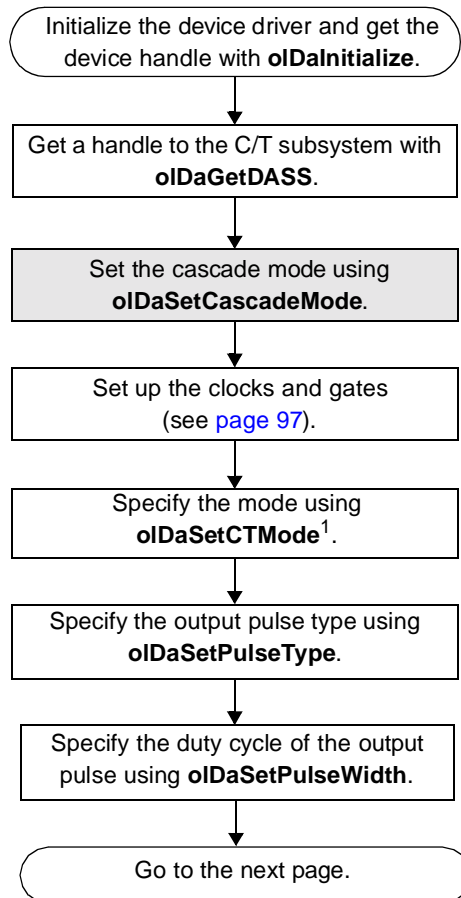 Initialize the device driver and get the
device handle with olDaInitialize.
Get a handle to the C/T subsystem with
olDaGetDASS.
Set the cascade mode using
olDaSetCascadeMode.
Set up the clocks and gates
(see page 97).
Specify the mode using
olDaSetCTMode1.
Specify the output pulse type using
olDaSetPulseType.
Specify the duty cycle of the output
pulse using olDaSetPulseWidth.
Go to the next page.